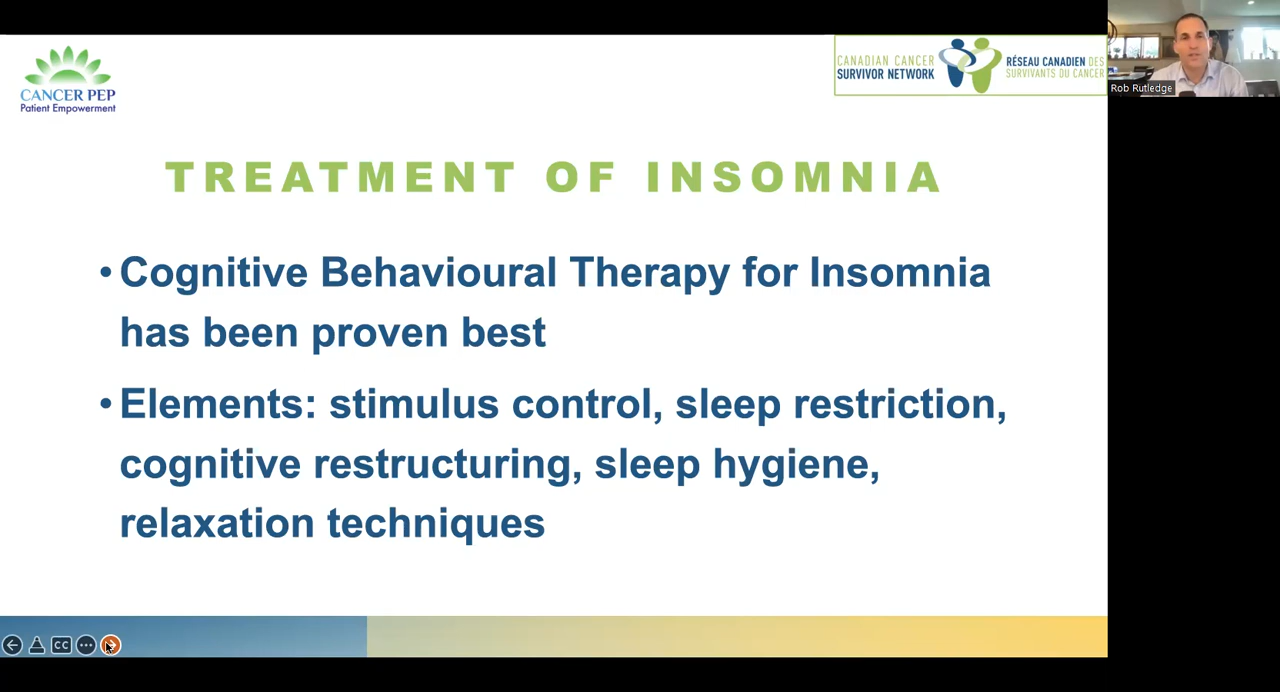 CANCER PEP
Patient Empowerment
CANADIAN CANCER
SURVIVOR NETWORK
RÉSEAU CANADIEN DES
SURVIVANTS DU CANCER
Rob Rutledge
TREATMENT OF INSOMNIA
• Cognitive Behavioural Therapy for Insomnia
has been proven best
• Elements: stimulus control, sleep restriction,
cognitive restructuring, sleep hygiene,
relaxation techniques
CC